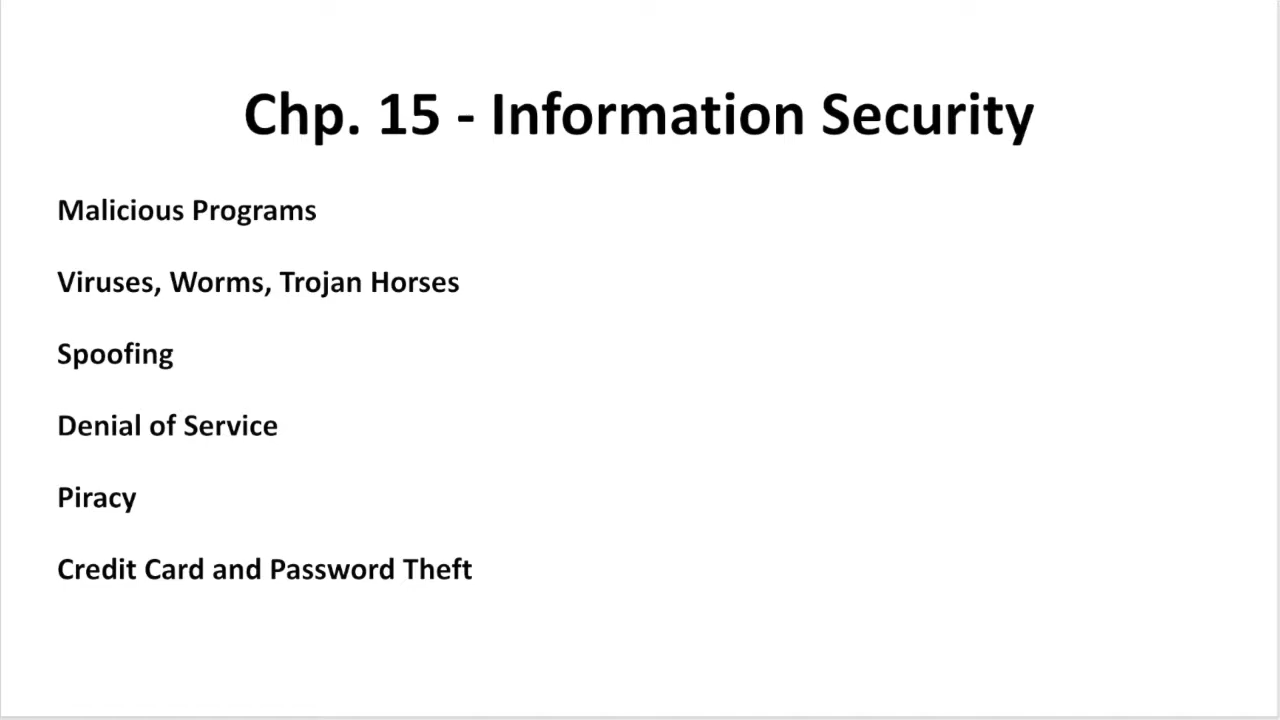 Chp. 15 - Information Security
Malicious Programs
Viruses, Worms, Trojan Horses
Spoofing
Denial of Service
Piracy
Credit Card and Password Theft